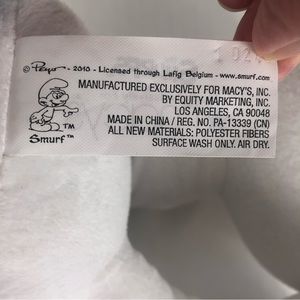 © Peyo - 2010 - Licensed through Lafig Belgium - www.smurf.com
MANUFACTURED EXCLUSIVELY FOR MACY'S, INC.
BY EQUITY MARKETING, INC.
LOS ANGELES, CA 90048
MADE IN CHINA / REG. NO. PA-13339 (CN)
ALL NEW MATERIALS: POLYESTER FIBERS
SURFACE WASH ONLY. AIR DRY.
TM
Smurf™